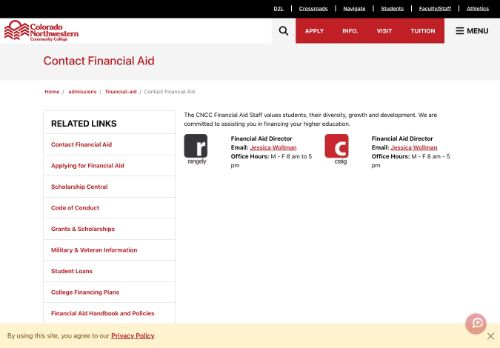 D2L | Crossroads | Navigate | Students | Faculty/Staff | Athletics
Colorado
Northwestern
Community College
APPLY INFO. VISIT TUITION MENU
Contact Financial Aid
Home / admissions / financial-aid / Contact Financial Aid
RELATED LINKS
Contact Financial Aid
Applying for Financial Aid
Scholarship Central
Code of Conduct
Grants & Scholarships
Military & Veteran Information
Student Loans
College Financing Plans
Financial Aid Handbook and Policies
The CNCC Financial Aid Staff values students, their diversity, growth and development. We are
committed to assisting you in financing your higher education.
r
rangely
Financial Aid Director
Email: Jessica Wollman
Office Hours: M - F 8 am to 5
pm
c
craig
Financial Aid Director
Email: Jessica Wollman
Office Hours: M - F 8 am - 5
pm
By using this site, you agree to our Privacy Policy